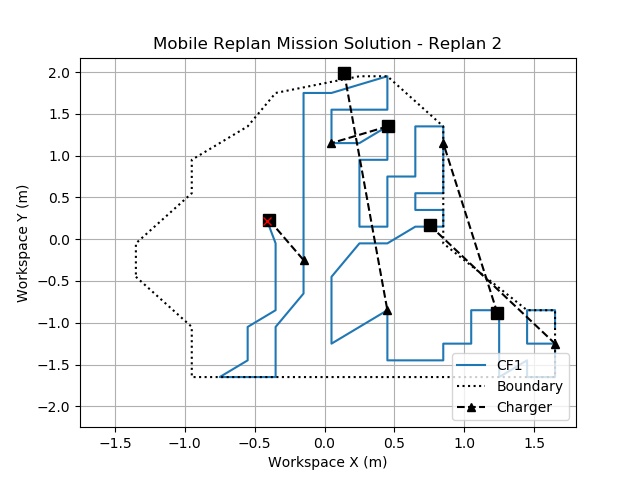 Mobile Replan Mission Solution - Replan 2
2.0
1.5
1.0
0.5
0.0
−0.5
−1.0
−1.5
−2.0
Workspace Y (m)
CF1
Boundary
Charger
−1.5 −1.0 −0.5 0.0 0.5 1.0 1.5
Workspace X (m)